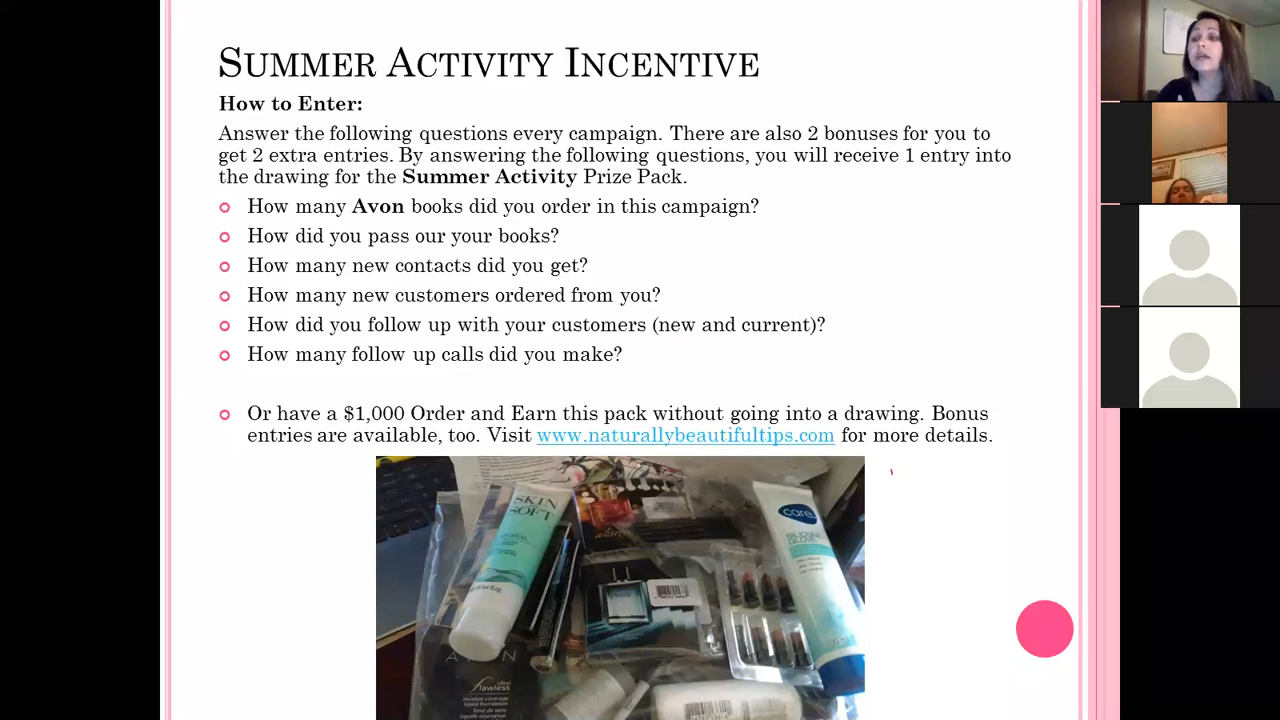 SUMMER ACTIVITY INCENTIVE
How to Enter:
Answer the following questions every campaign. There are also 2 bonuses for you to
get 2 extra entries. By answering the following questions, you will receive 1 entry into
the drawing for the Summer Activity Prize Pack.
How many Avon books did you order in this campaign?
How did you pass our your books?
How many new contacts did you get?
How many new customers ordered from you?
How did you follow up with your customers (new and current)?
How many follow up calls did you make?
Or have a $1,000 Order and Earn this pack without going into a drawing. Bonus
entries are available, too. Visit www.naturallybeautifultips.com for more details.
SKIN
SOFT
care
SILICONE
GLOVE
AVON
ideal
flawless